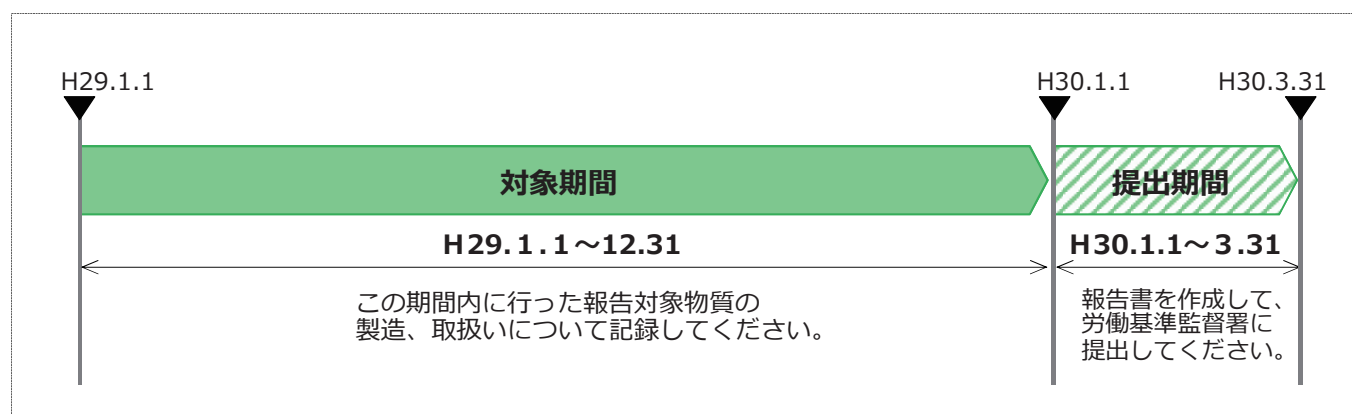 H29.1.1
H30.1.1
H30.3.31
対象期間
提出期間
H29.１.１～12.31
H30.1.1～３.31
この期間内に行った報告対象物質の
製造、取扱いについて記録してください。
報告書を作成して、
労働基準監督署に
提出してください。